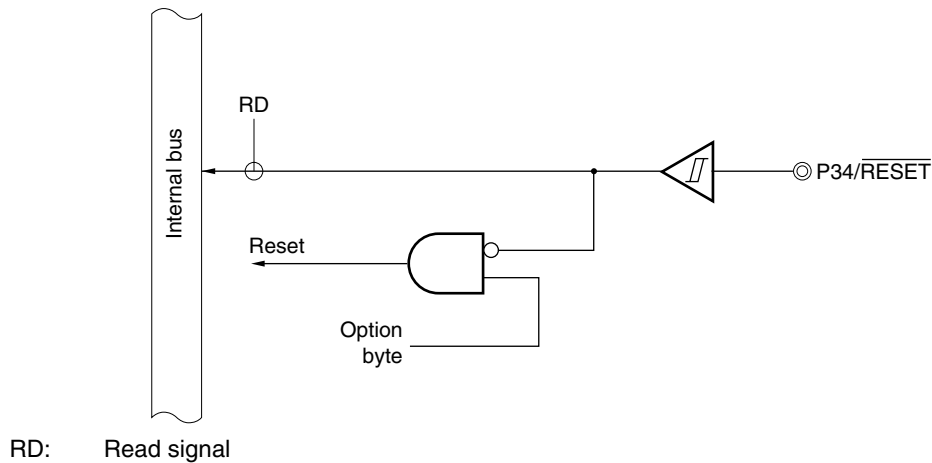 RD
Internal bus
P34/RESET
Reset
Option
byte
RD: Read signal